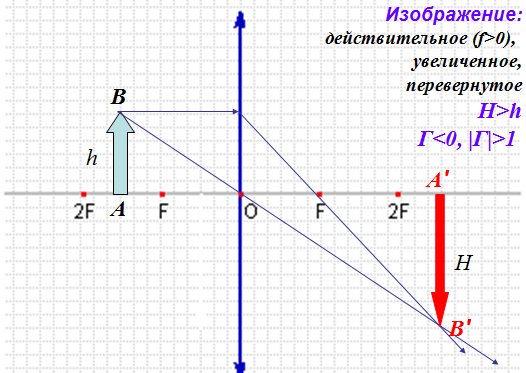 Изображение:
действительное (f>0),
увеличенное,
перевернутое
H>h
Г<0, |Г|>1
B
h
A'
2F A F O F 2F
H
B'